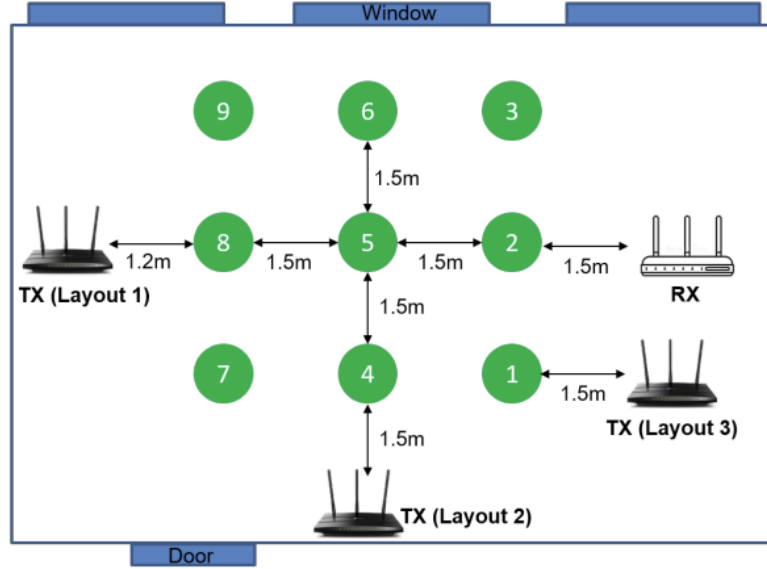 Window
9
6
3
1.5m
8
5
2
1.2m
1.5m
1.5m
1.5m
TX (Layout 1)
RX
1.5m
7
4
1
1.5m
1.5m
TX (Layout 3)
TX (Layout 2)
Door